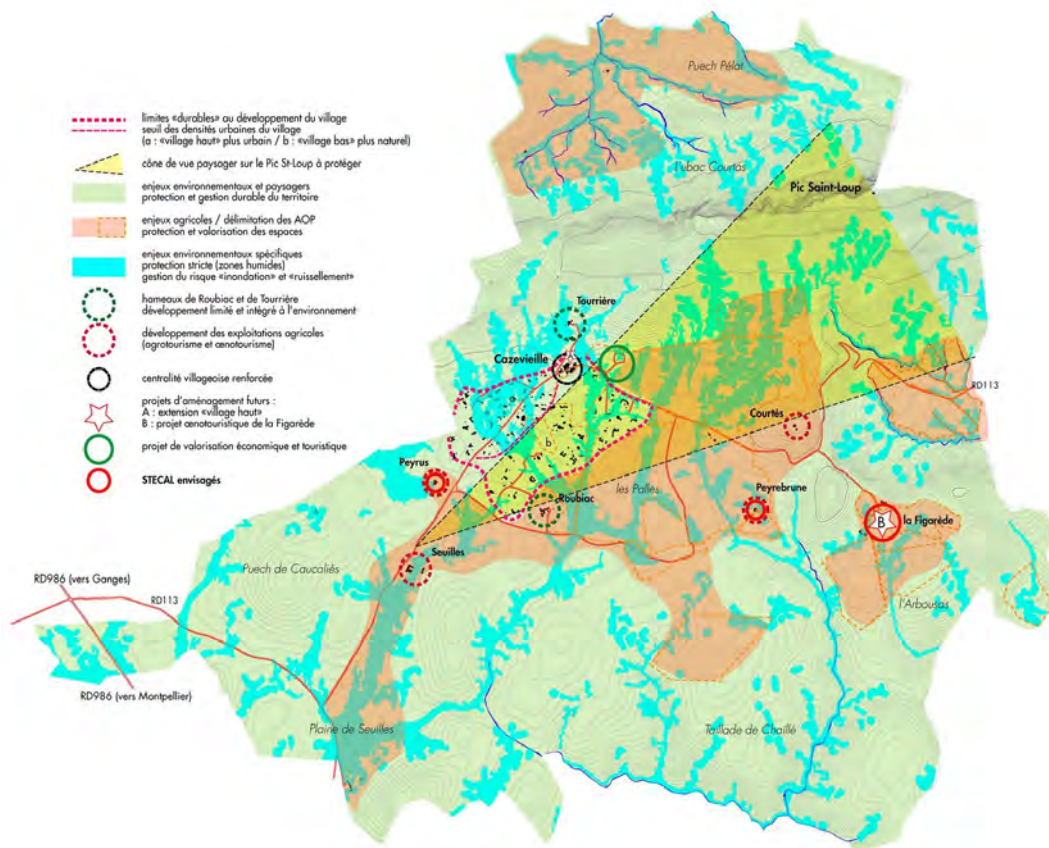 limites «durables» au développement du village
seuil des densités urbaines du village
(a : «village haut» plus urbain / b : «village bas» plus naturel)
cône de vue paysager sur le Pic St-Loup à protéger
enjeux environnementaux et paysagers
protection et gestion durable du territoire
enjeux agricoles / délimitation des AOP
protection et valorisation des espaces
enjeux environnementaux spécifiques
protection stricte (zones humides)
gestion du risque «inondation» et «ruissellement»
hameaux de Roubiac et de Tourrière
développement limité et intégré à l'environnement
développement des exploitations agricoles
(agrotourisme et œnotourisme)
centralité villageoise renforcée
projets d'aménagement futurs :
A : extension «village haut»
B : projet œnotouristique de la Figarède
projet de valorisation économique et touristique
STECAL envisagés
Puech Pélat
l'ubac Courtas
Pic Saint-Loup
Tourrière
Cazevieille
RD113
Courtés
b
Peyrus
Roubiac
les Palles
Peyrebrune
B
la Figarède
Seuilles
Puech de Caucaliès
l'Arbousas
RD986 (vers Ganges)
RD113
RD986 (vers Montpellier)
Plaine de Seuilles
Taillade de Chaillé